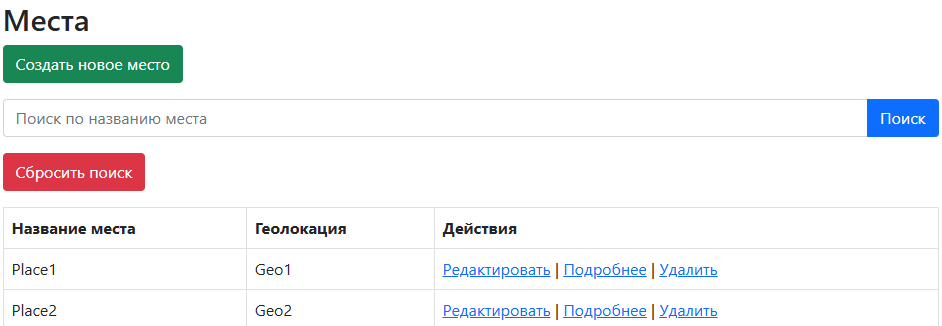 Места
Создать новое место
Поиск по названию места Поиск
Сбросить поиск
Название места Геолокация Действия
Place1 Geo1 Редактировать | Подробнее | Удалить
Place2 Geo2 Редактировать | Подробнее | Удалить